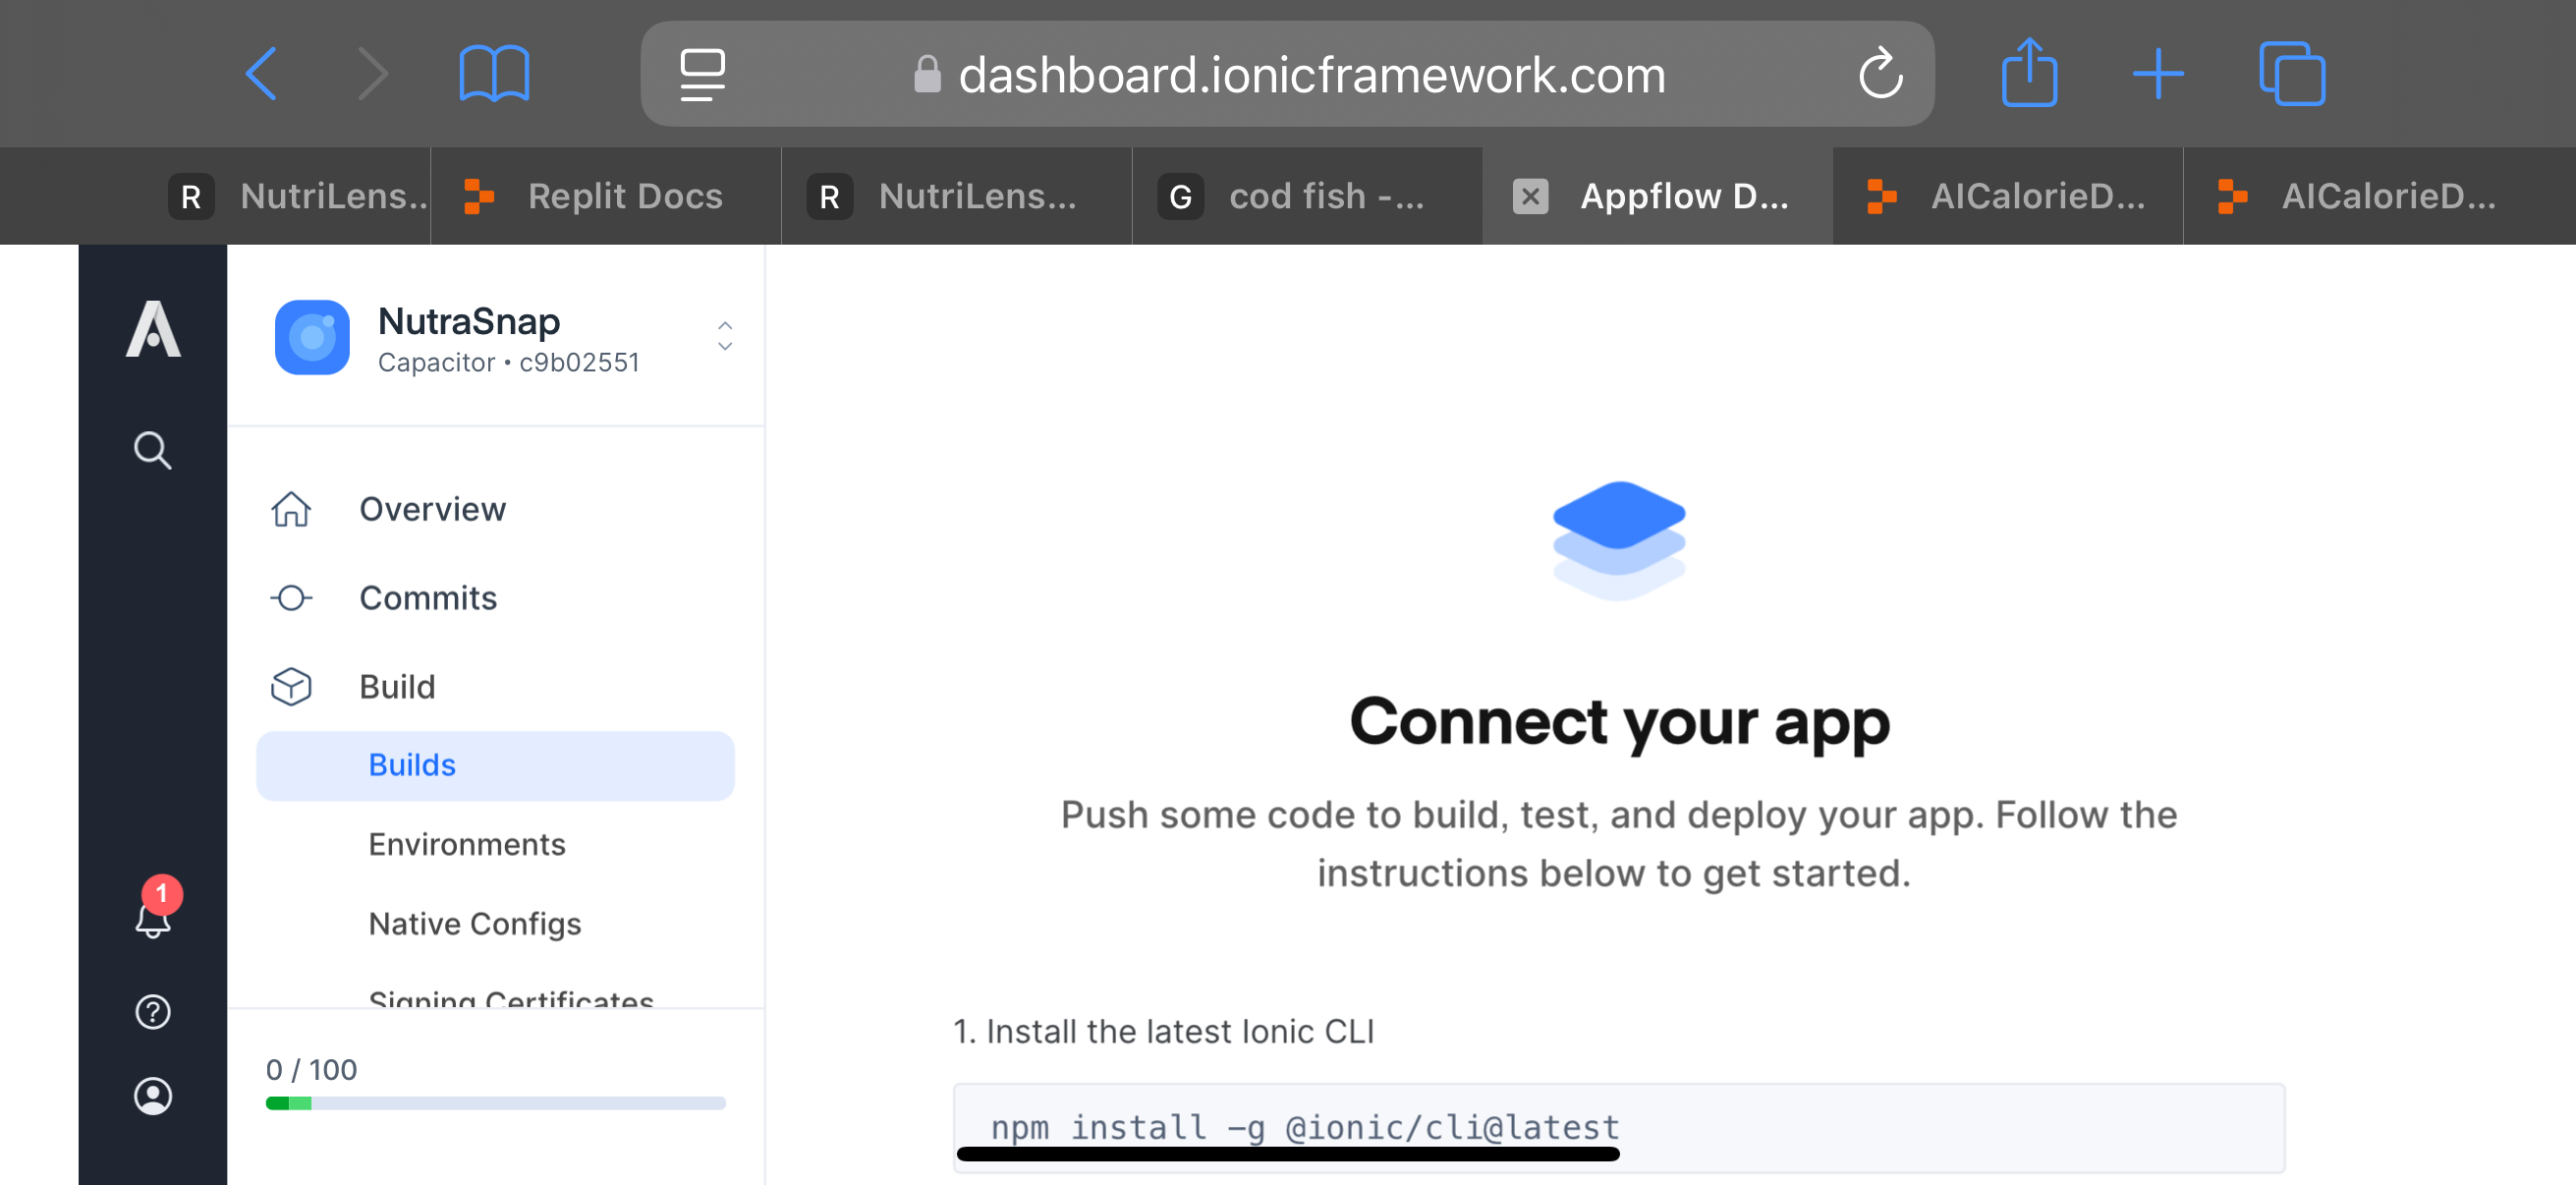 dashboard.ionicframework.com
R NutriLens..
Replit Docs
R NutriLens...
G cod fish -...
Appflow D...
AICalorieD...
AICalorieD...
NutraSnap
Capacitor • c9b02551
Overview
Commits
Build
Builds
Environments
Native Configs
Signing Certificates
1
0 / 100
Connect your app
Push some code to build, test, and deploy your app. Follow the
instructions below to get started.
1. Install the latest Ionic CLI
npm install -g @ionic/cli@latest